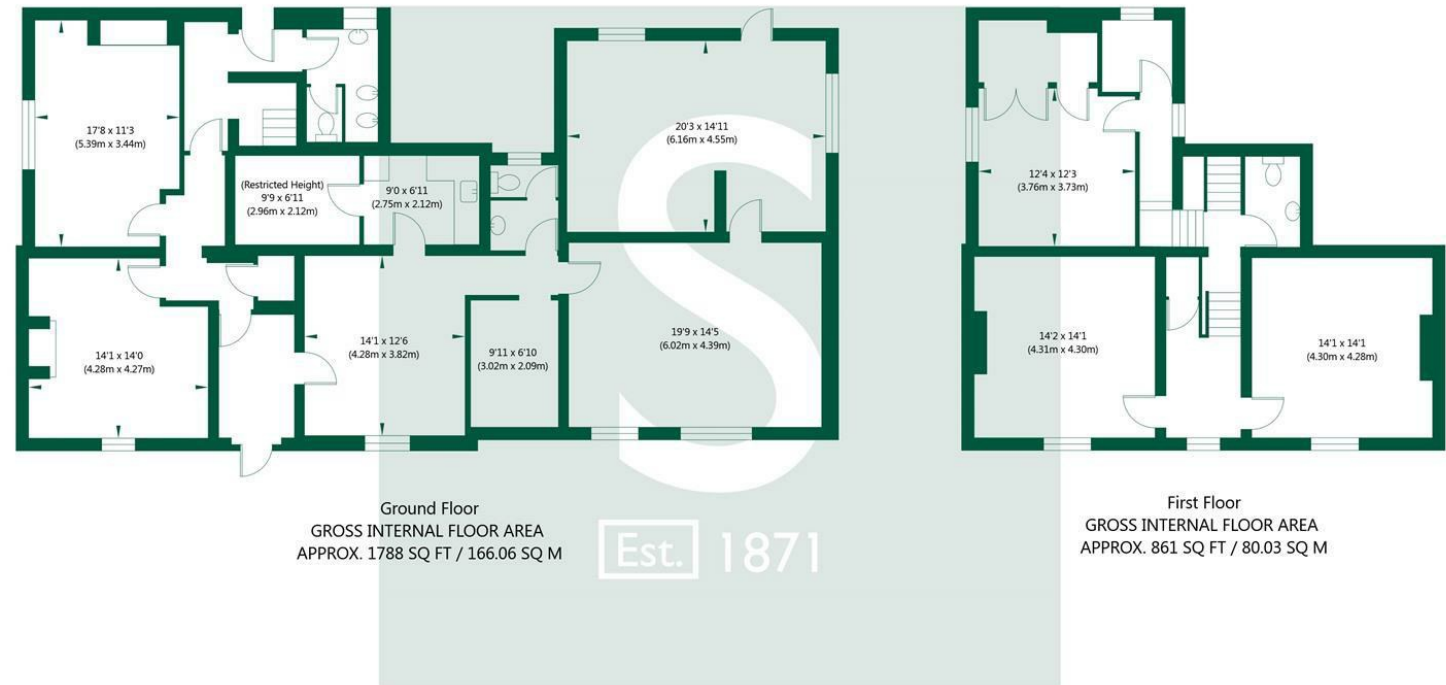 17'8 x 11'3
(5.39m x 3.44m)
20'3 x 14'11
(6.16m x 4.55m)
(Restricted Height)
9'9 x 6'11
(2.96m x 2.12m)
9'0 x 6'11
(2.75m x 2.12m)
14'1 x 14'0
(4.28m x 4.27m)
14'1 x 12'6
(4.28m x 3.82m)
9'11 x 6'10
(3.02m x 2.09m)
19'9 x 14'5
(6.02m x 4.39m)
12'4 x 12'3
(3.76m x 3.73m)
14'2 x 14'1
(4.31m x 4.30m)
14'1 x 14'1
(4.30m x 4.28m)
S
Est. 1871
Ground Floor
GROSS INTERNAL FLOOR AREA
APPROX. 1788 SQ FT / 166.06 SQ M
First Floor
GROSS INTERNAL FLOOR AREA
APPROX. 861 SQ FT / 80.03 SQ M